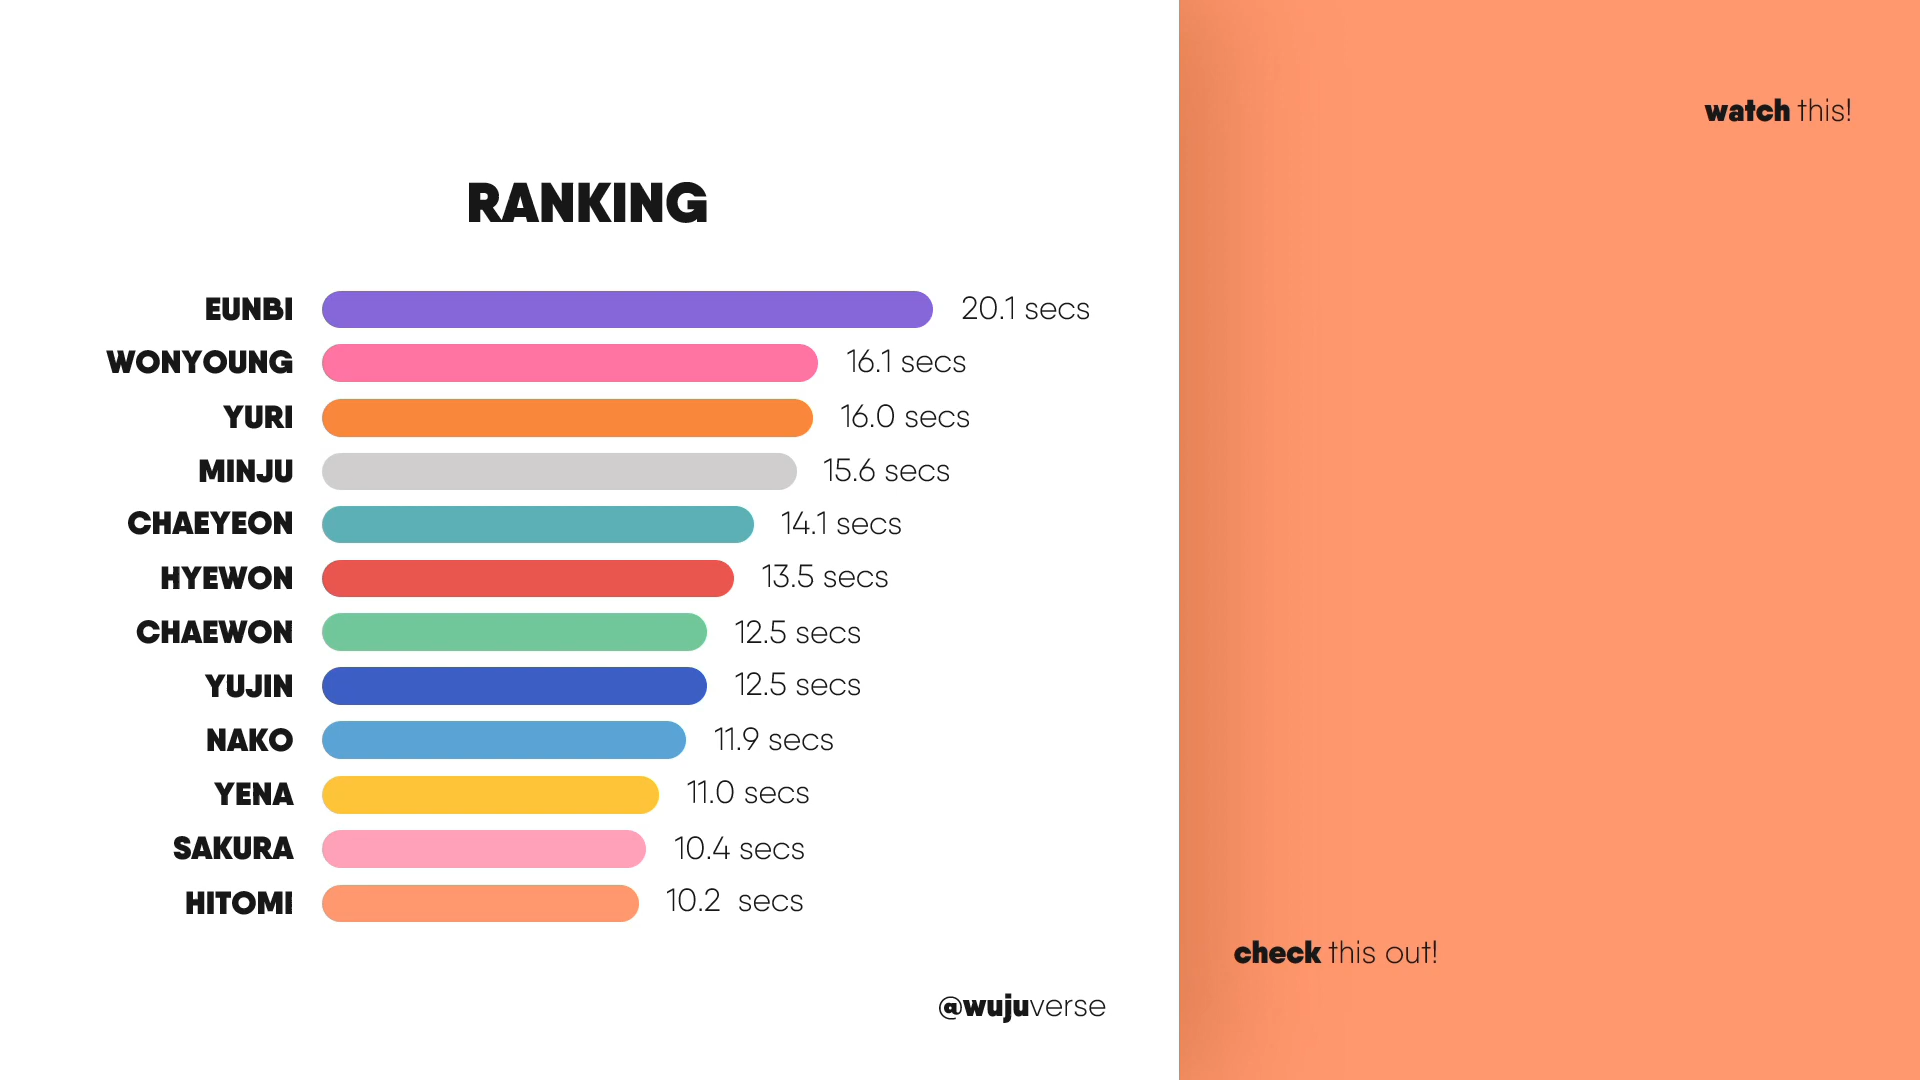 RANKING
EUNBI 20.1 secs
WONYOUNG 16.1 secs
YURI 16.0 secs
MINJU 15.6 secs
CHAEYEON 14.1 secs
HYEWON 13.5 secs
CHAEWON 12.5 secs
YUJIN 12.5 secs
NAKO 11.9 secs
YENA 11.0 secs
SAKURA 10.4 secs
HITOMI 10.2 secs
@wujuverse
watch this!
check this out!